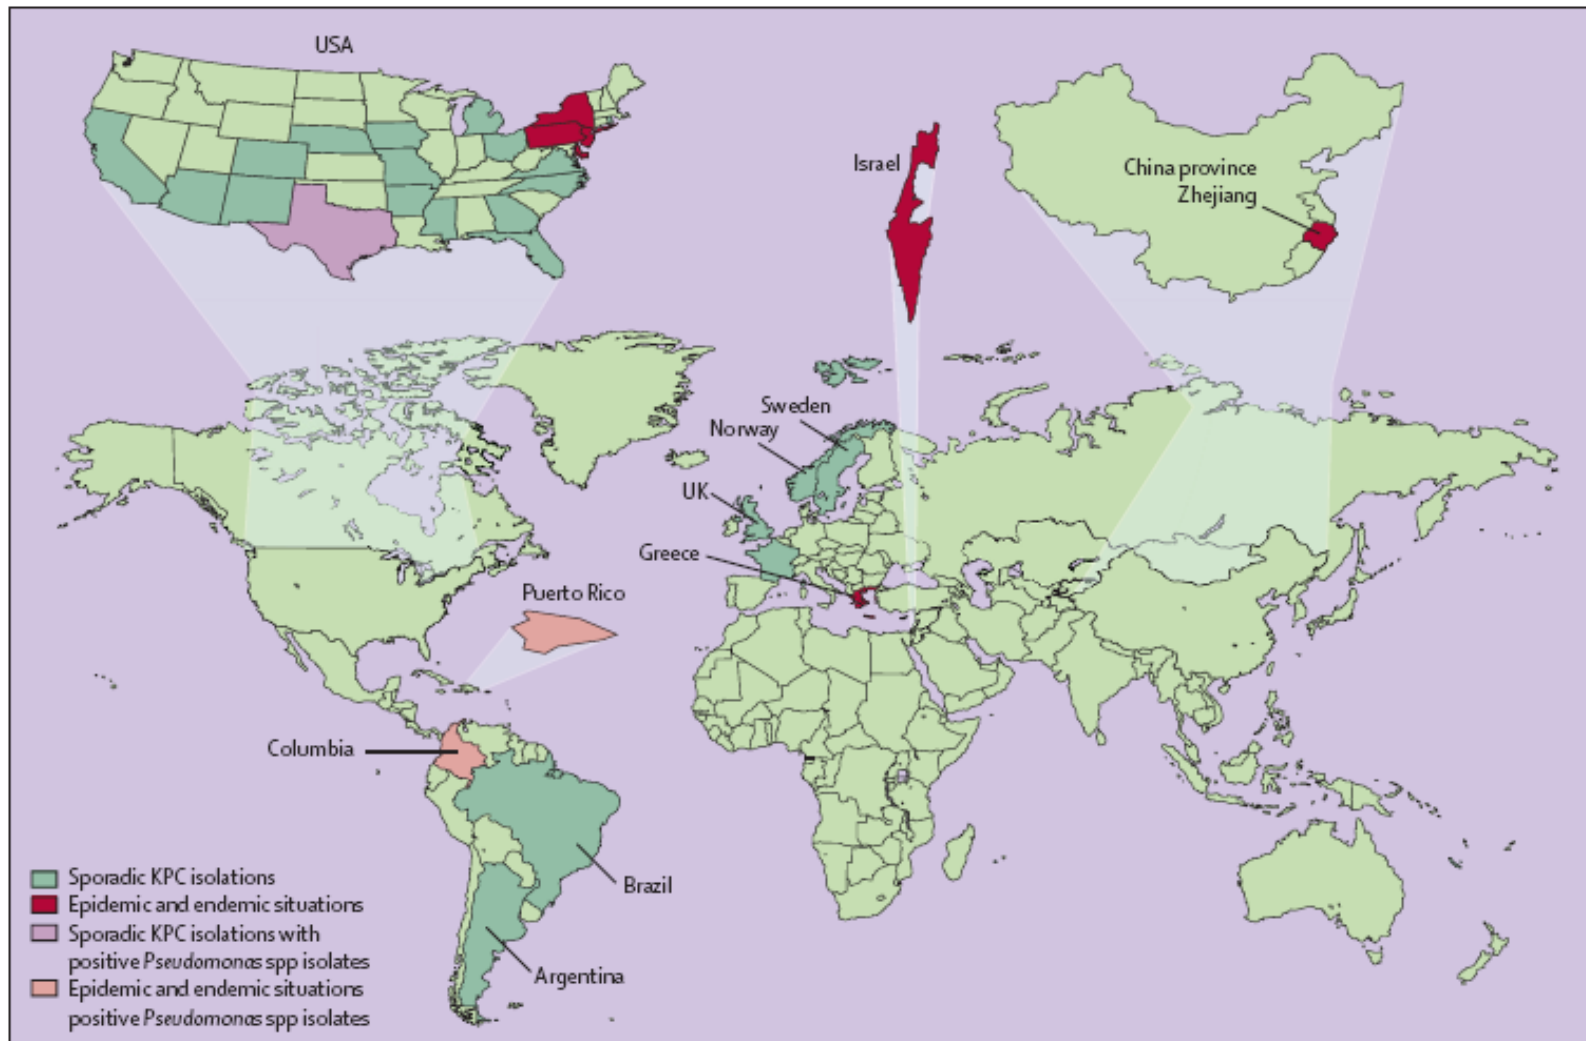 USA
Israel
China province
Zhejiang
Sweden
Norway
UK
Greece
Puerto Rico
Columbia
Brazil
Argentina
Sporadic KPC isolations
Epidemic and endemic situations
Sporadic KPC isolations with
positive Pseudomonas spp isolates
Epidemic and endemic situations
positive Pseudomonas spp isolates